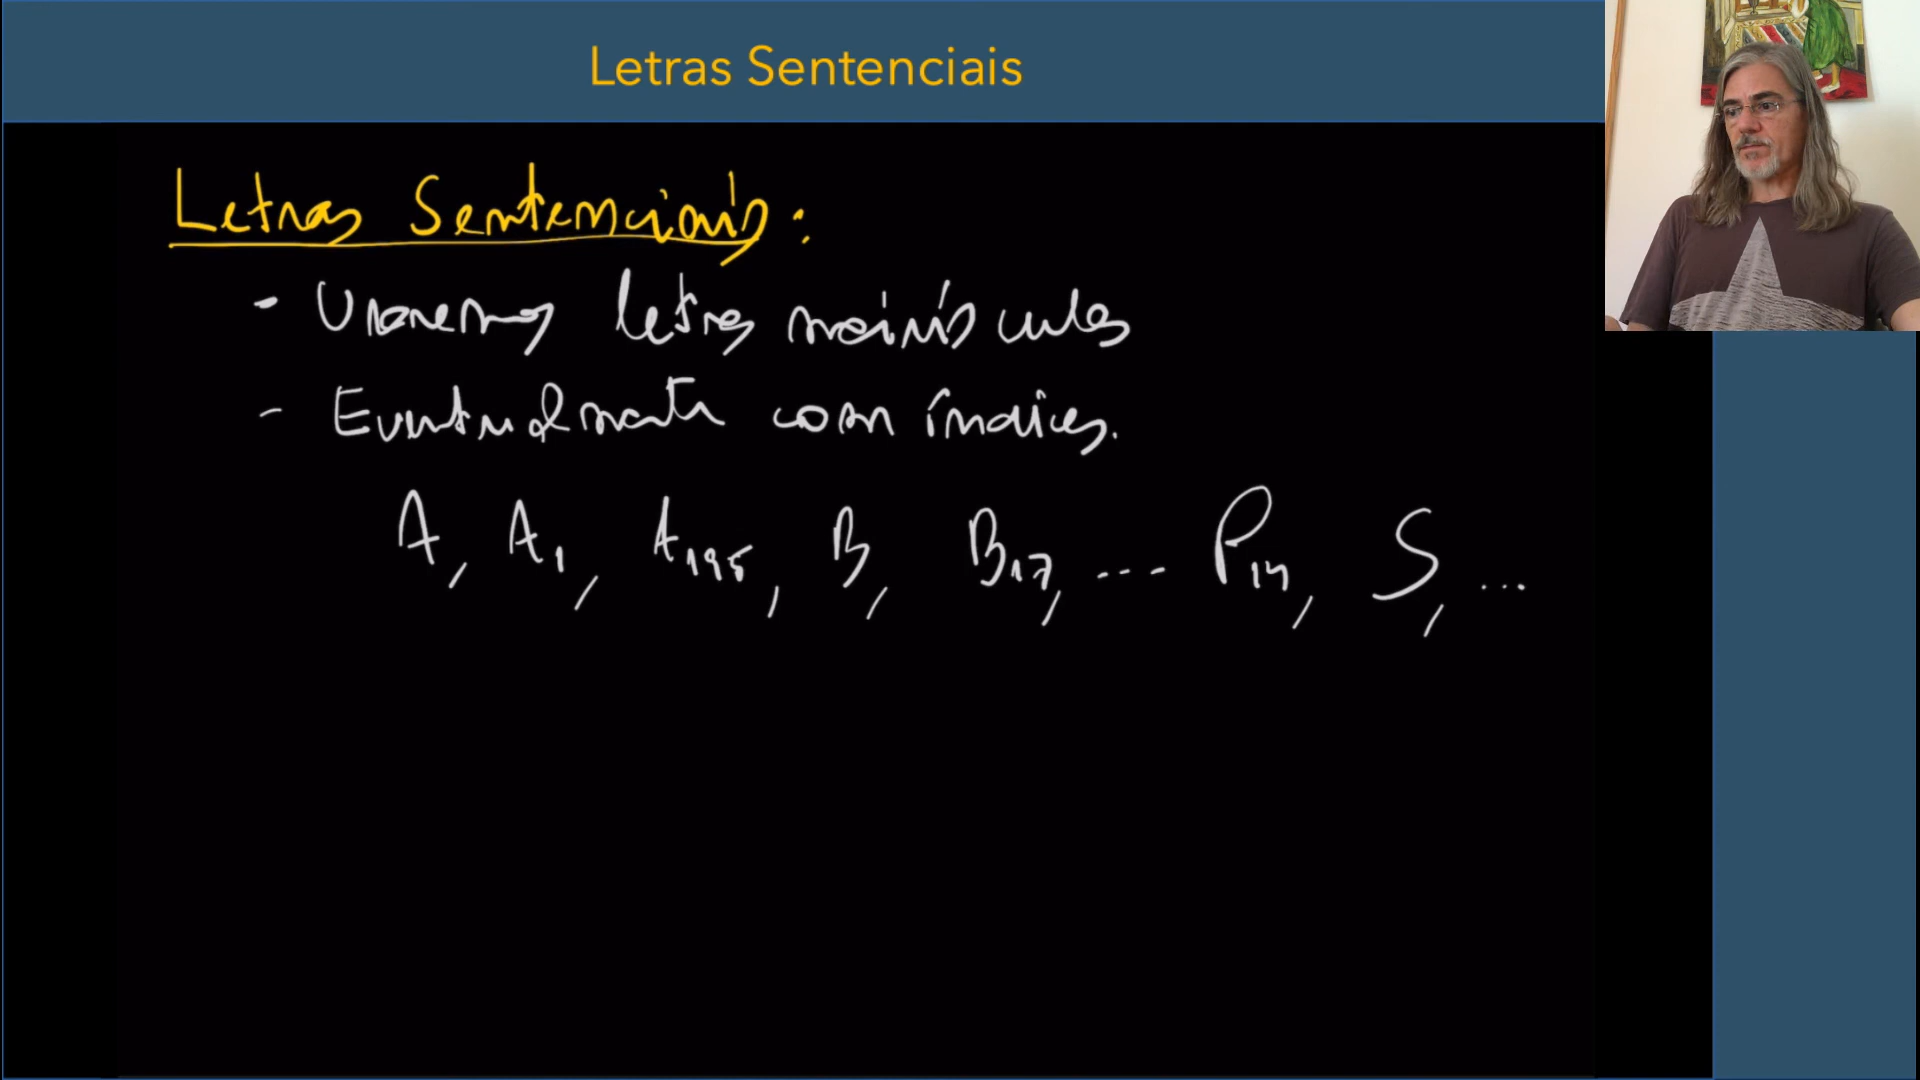 Letras Sentenciais
Letras Sentenciais:
- Usaremos letras maiúsculas
- Eventualmente com índices.
A, A₁, A₁₉₅, B, B₁₇, ... P₁₄, S, ...